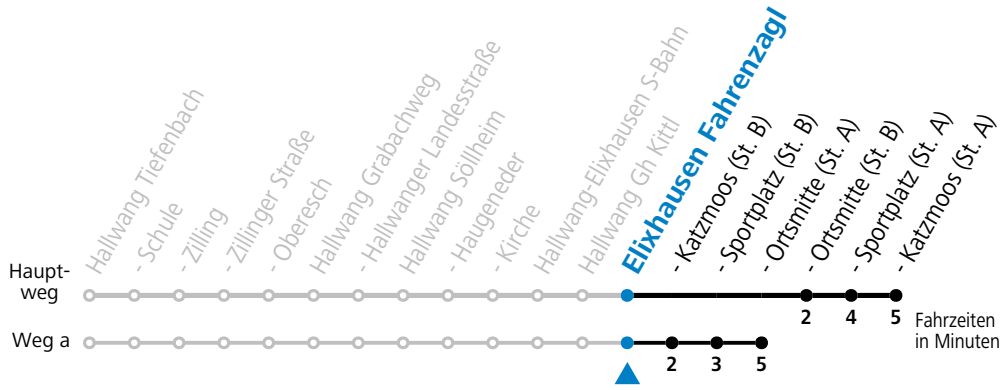 Hallwang Tiefenbach
- Schule
- Zilling
- Zillinger Straße
- Oberesch
Hallwang Grabachweg
- Hallwanger Landesstraße
Hallwang Söllheim
- Haugeneder
- Kirche
Hallwang-Elixhausen S-Bahn
Hallwang Gh Kittl
Elixhausen Fahrenzagl
- Katzmoos (St. B)
- Sportplatz (St. B)
- Ortsmitte (St. A)
- Ortsmitte (St. B)
- Sportplatz (St. A)
- Katzmoos (St. A)
Haupt-
weg
2 4 5
Fahrzeiten
in Minuten
Weg a
2 3 5